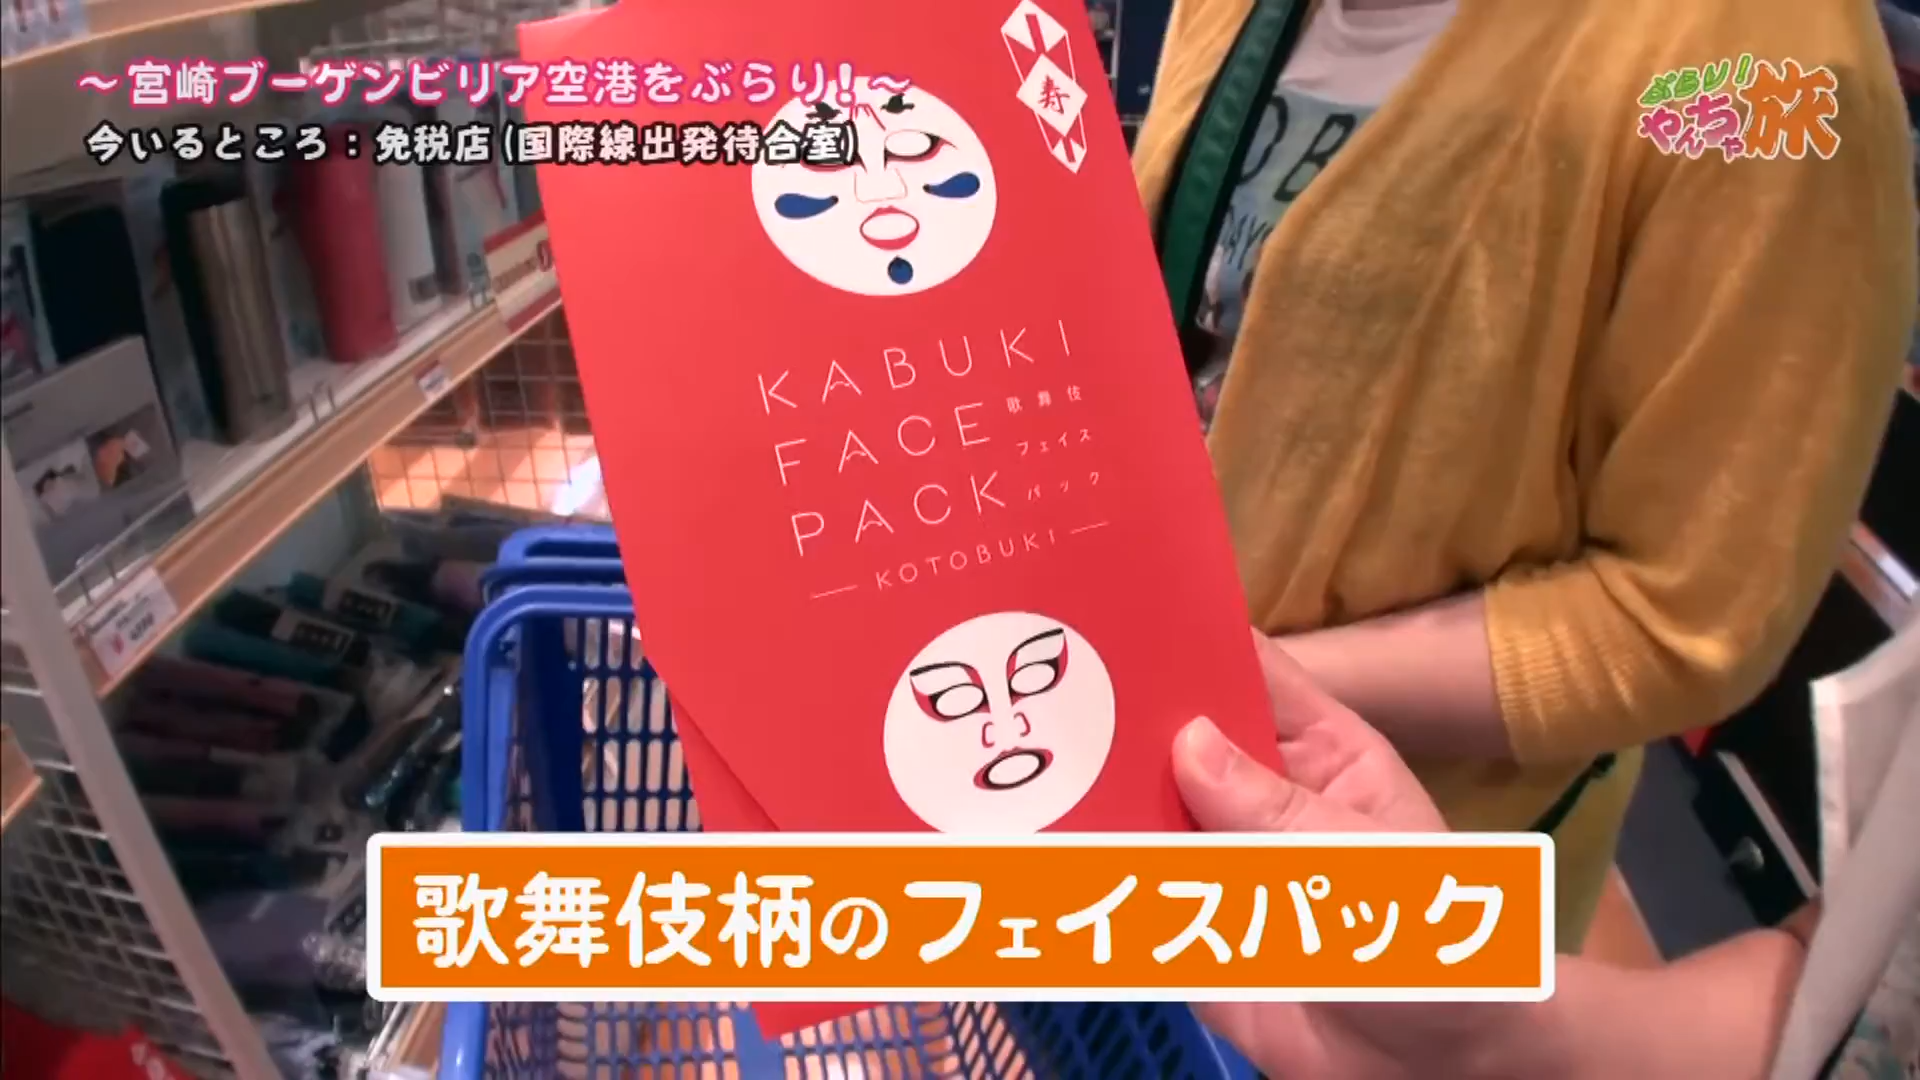 ～宮崎ブーゲンビリア空港をぶらり！～
今いるところ：免税店(国際線出発待合室)
ぶらり！
やんちゃ旅
寿
KABUKI
FACE
PACK
歌舞伎
フェイス
パック
KOTOBUKI
歌舞伎柄のフェイスパック